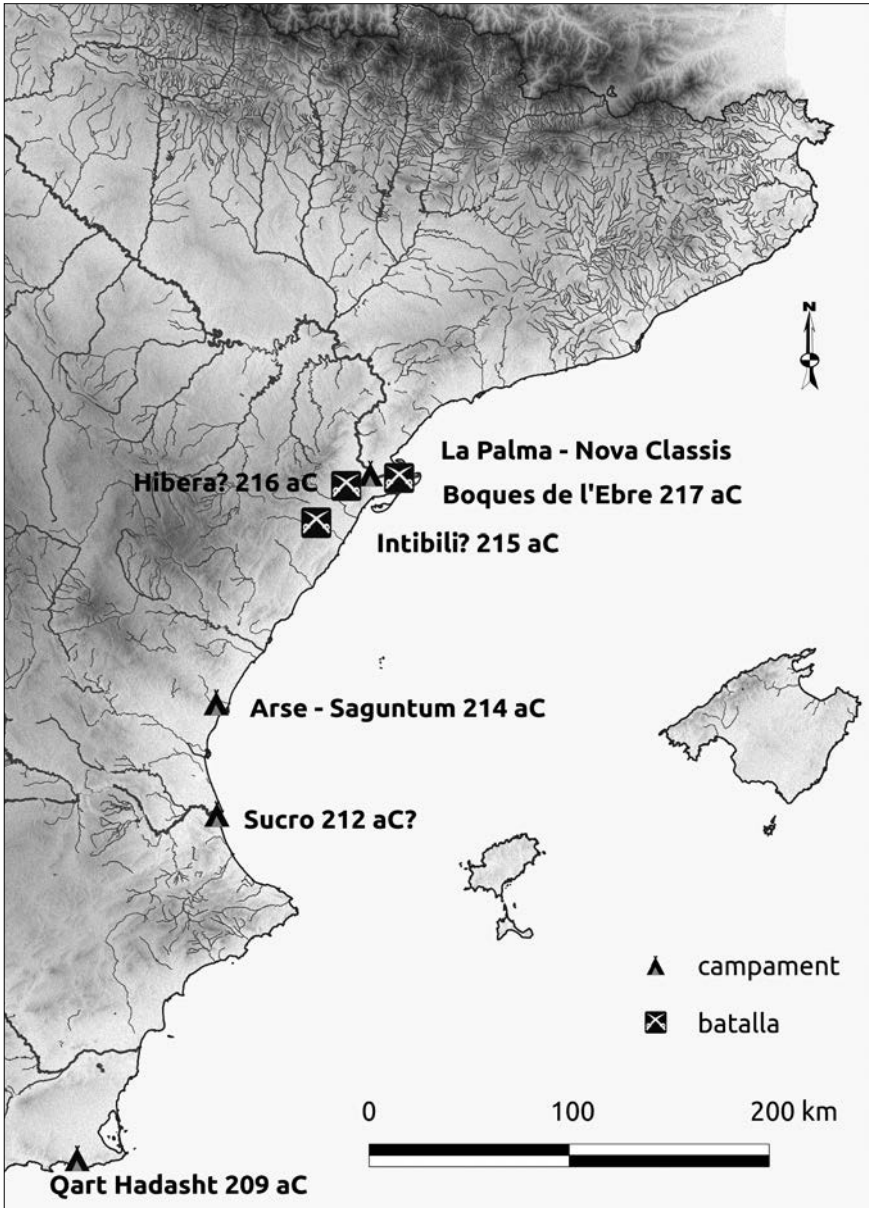 N
La Palma - Nova Classis
Hibera? 216 aC
Boques de l'Ebre 217 aC
Intibili? 215 aC
Arse - Saguntum 214 aC
Sucro 212 aC?
campament
batalla
0 100 200 km
Qart Hadasht 209 aC